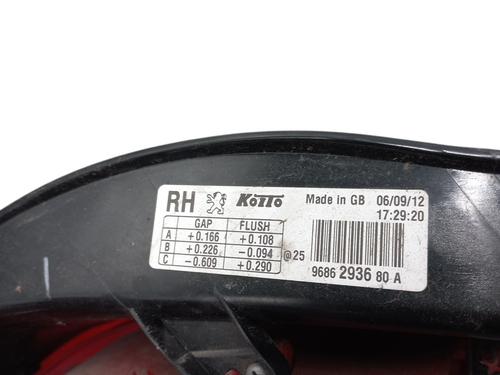 RH KOITO Made in GB 06/09/12
17:29:20
GAP FLUSH
A +0.166 +0.108
B +0.226 -0.094
C -0.609 +0.290
@25
9686 2936 80 A